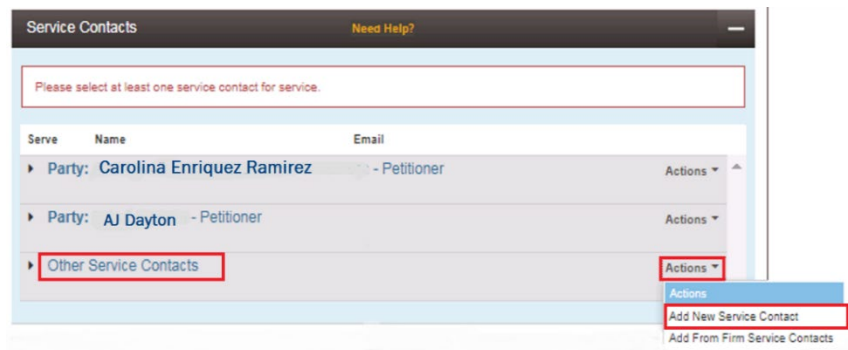 Service Contacts Need Help?
Please select at least one service contact for service.
Serve Name Email
Party: Carolina Enriquez Ramirez - Petitioner Actions
Party: AJ Dayton - Petitioner Actions
Other Service Contacts Actions
Actions
Add New Service Contact
Add From Firm Service Contacts